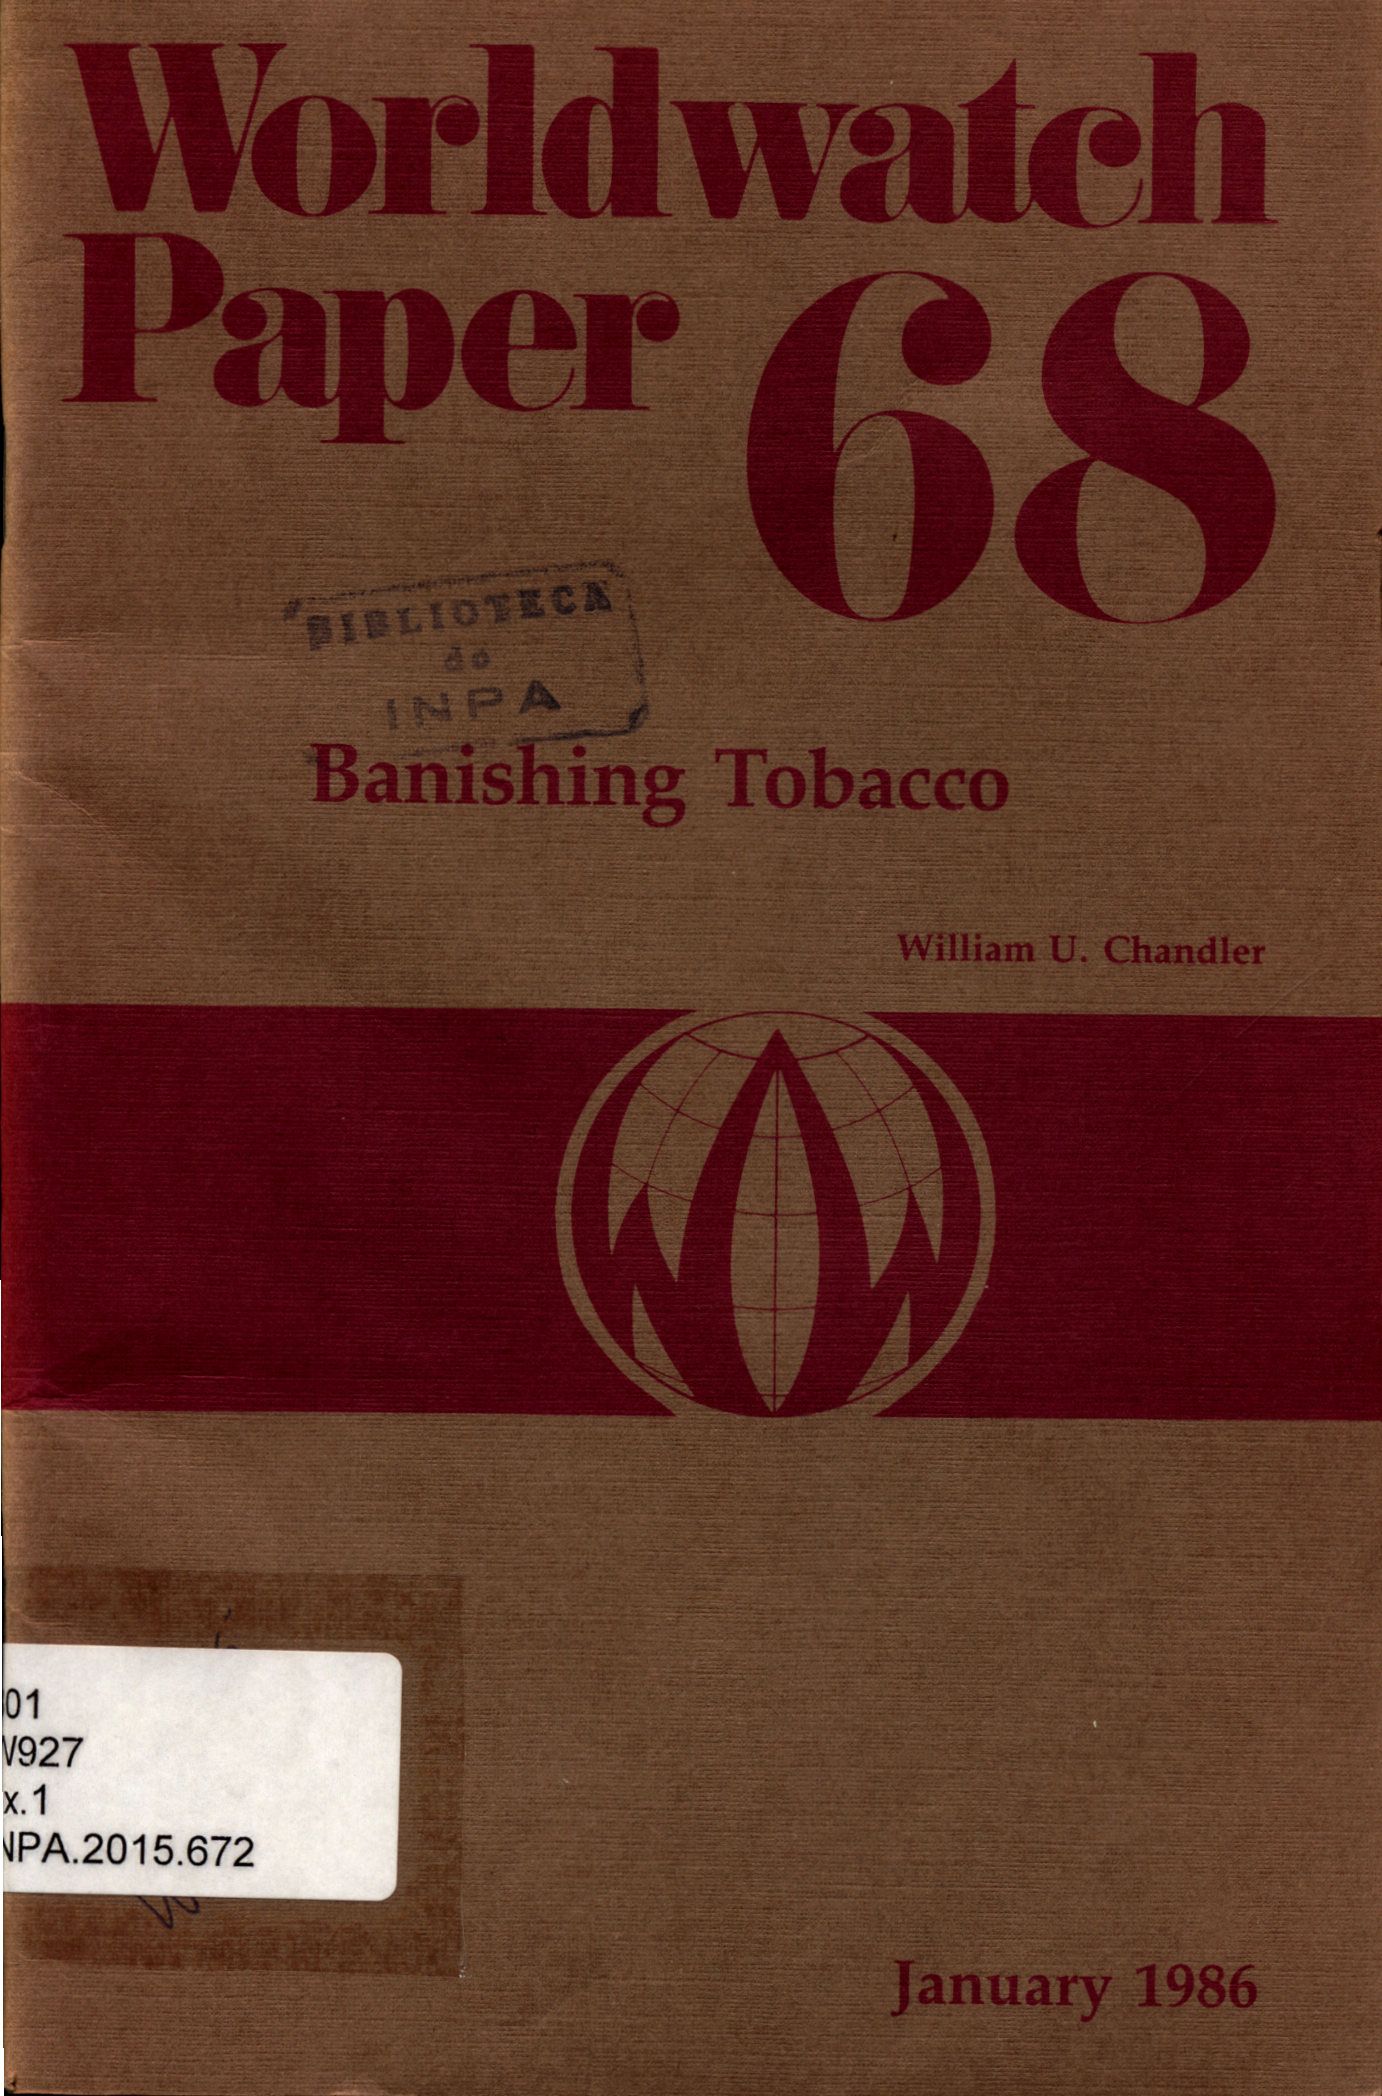 Worldwatch
Paper 68
BIBLIOTECA
do
INPA
Banishing Tobacco
William U. Chandler
01
W927
x.1
NPA.2015.672
January 1986